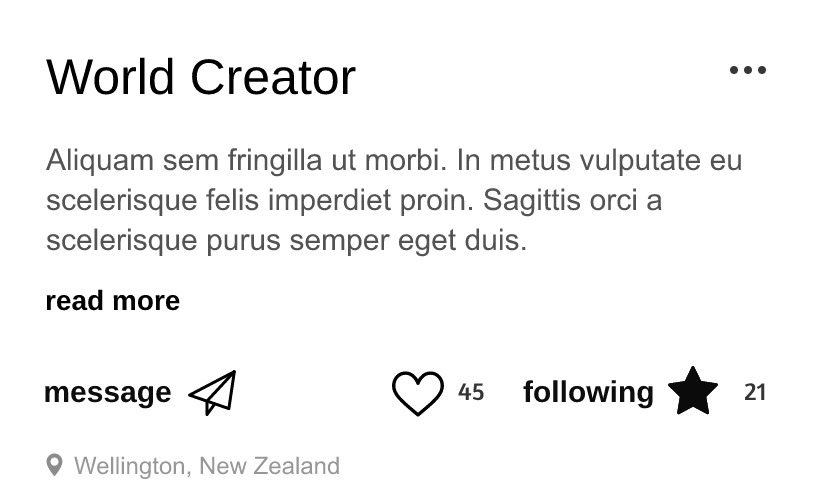 World Creator
Aliquam sem fringilla ut morbi. In metus vulputate eu
scelerisque felis imperdiet proin. Sagittis orci a
scelerisque purus semper eget duis.
read more
message 45 following 21
Wellington, New Zealand